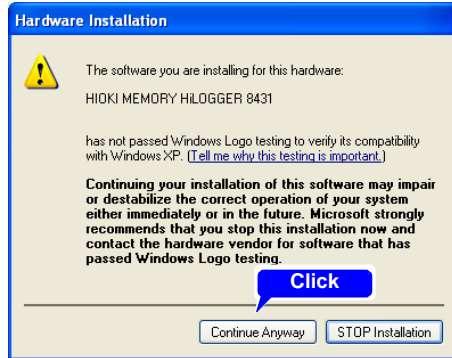 Hardware Installation
The software you are installing for this hardware:
HIOKI MEMORY HiLOGGER 8431
has not passed Windows Logo testing to verify its compatibility
with Windows XP. (Tell me why this testing is important.)
Continuing your installation of this software may impair
or destabilize the correct operation of your system
either immediately or in the future. Microsoft strongly
recommends that you stop this installation now and
contact the hardware vendor for software that has
passed Windows Logo testing.
Click
Continue Anyway STOP Installation